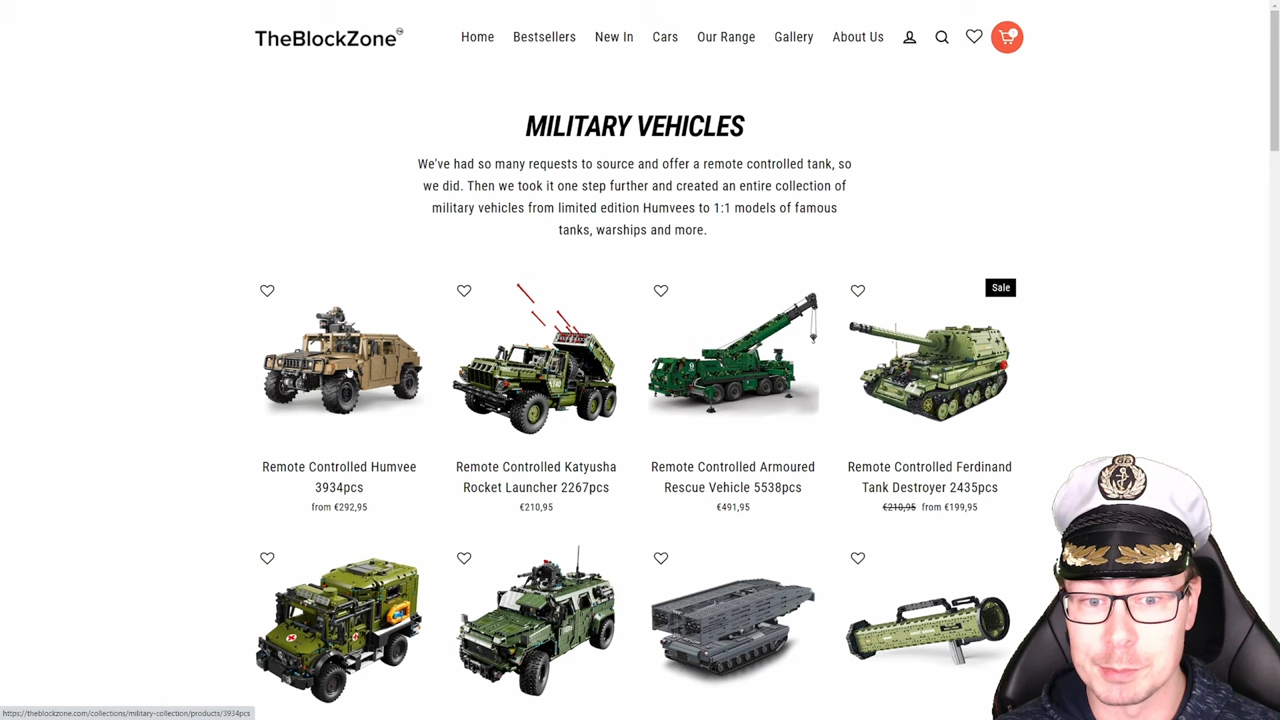 TheBlockZone
Home Bestsellers New In Cars Our Range Gallery About Us
MILITARY VEHICLES
We've had so many requests to source and offer a remote controlled tank, so
we did. Then we took it one step further and created an entire collection of
military vehicles from limited edition Humvees to 1:1 models of famous
tanks, warships and more.
Sale
Remote Controlled Humvee
3934pcs
from €292,95
Remote Controlled Katyusha
Rocket Launcher 2267pcs
€210,95
Remote Controlled Armoured
Rescue Vehicle 5538pcs
€491,95
Remote Controlled Ferdinand
Tank Destroyer 2435pcs
€210,95 from €199,95
https://theblockzone.com/collections/military-collection/products/3934pcs